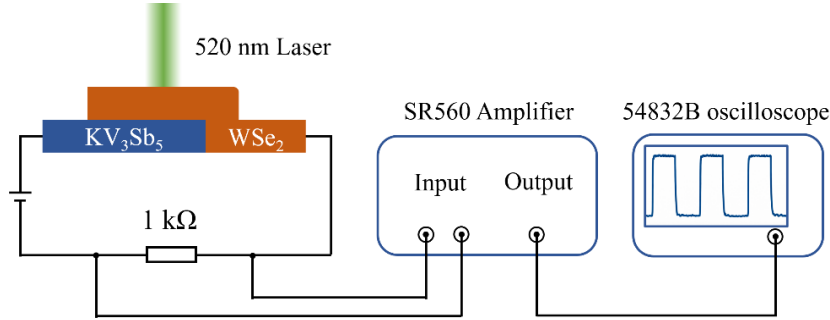 520 nm Laser
KV₃Sb₅
WSe₂
SR560 Amplifier
54832B oscilloscope
Input
Output
1 kΩ